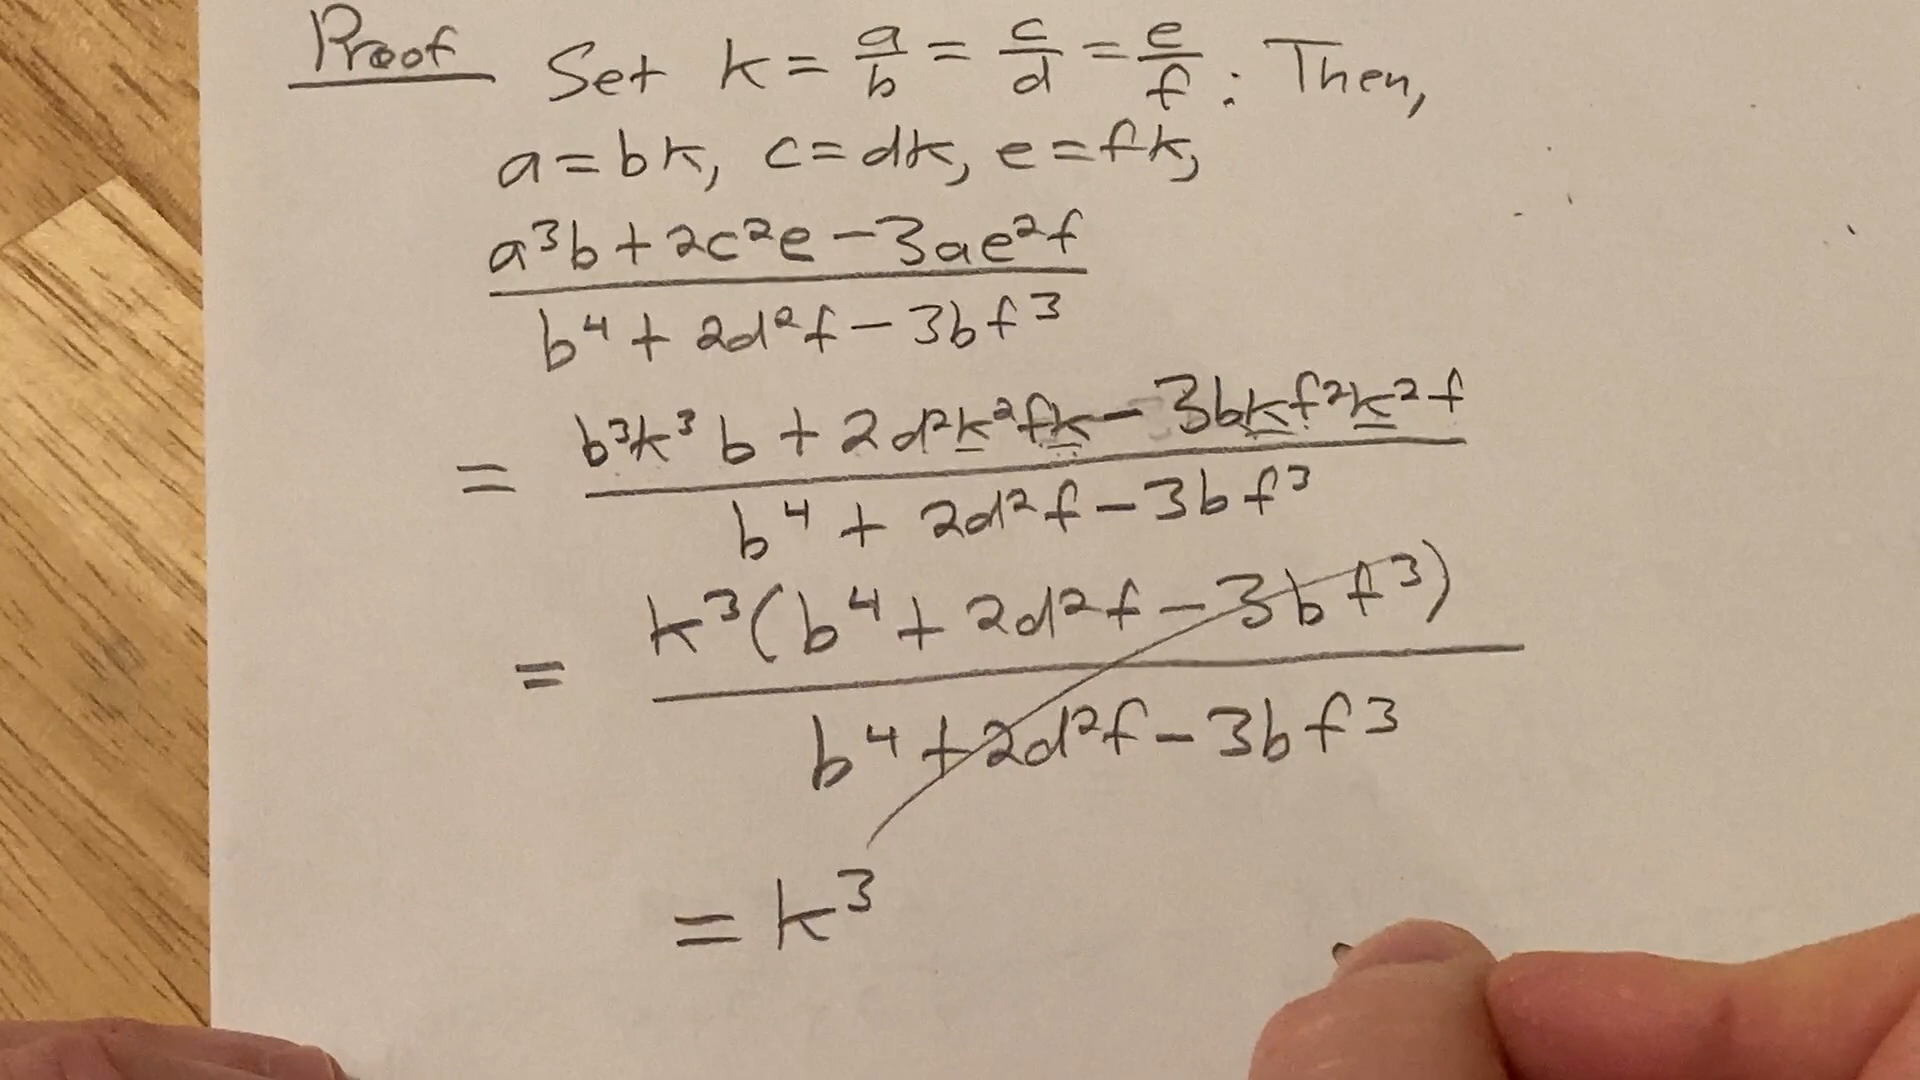 Proof Set k = a/b = c/d = e/f: Then,
a = bk, c = dk, e = fk,
a³b + 2c²e - 3ae²f
b⁴ + 2d²f - 3bf³
= b³k³b + 2d²k²fk - 3bkf²k²f
b⁴ + 2d²f - 3bf³
= k³(b⁴ + 2d²f - 3bf³)
b⁴ + 2d²f - 3bf³
= k³